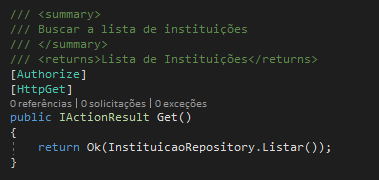 /// <summary>
/// Buscar a lista de instituições
/// </summary>
/// <returns>Lista de Instituições</returns>
[Authorize]
[HttpGet]
0 referências | 0 solicitações | 0 exceções
public IActionResult Get()
{
return Ok(InstituicaoRepository.Listar());
}